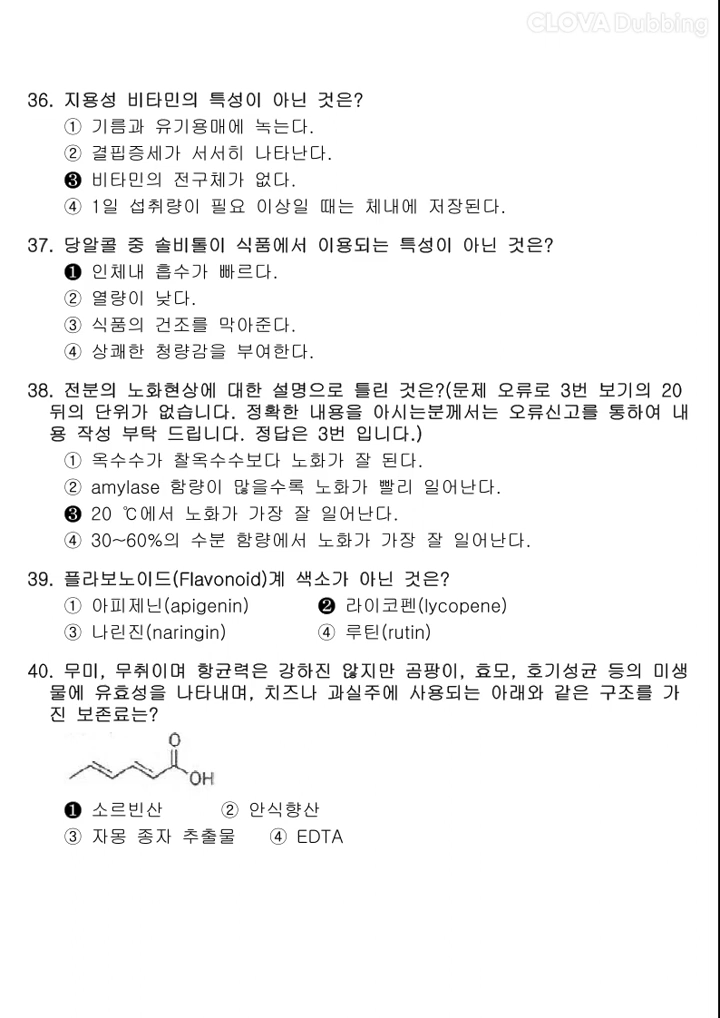 CLOVA Dubbing
36. 지용성 비타민의 특성이 아닌 것은?
① 기름과 유기용매에 녹는다.
② 결핍증세가 서서히 나타난다.
❸ 비타민의 전구체가 없다.
④ 1일 섭취량이 필요 이상일 때는 체내에 저장된다.
37. 당알콜 중 솔비톨이 식품에서 이용되는 특성이 아닌 것은?
❶ 인체내 흡수가 빠르다.
② 열량이 낮다.
③ 식품의 건조를 막아준다.
④ 상쾌한 청량감을 부여한다.
38. 전분의 노화현상에 대한 설명으로 틀린 것은?(문제 오류로 3번 보기의 20
뒤의 단위가 없습니다. 정확한 내용을 아시는분께서는 오류신고를 통하여 내
용 작성 부탁 드립니다. 정답은 3번 입니다.)
① 옥수수가 찰옥수수보다 노화가 잘 된다.
② amylase 함량이 많을수록 노화가 빨리 일어난다.
❸ 20 ℃에서 노화가 가장 잘 일어난다.
④ 30~60%의 수분 함량에서 노화가 가장 잘 일어난다.
39. 플라보노이드(Flavonoid)계 색소가 아닌 것은?
① 아피제닌(apigenin) ❷ 라이코펜(lycopene)
③ 나린진(naringin) ④ 루틴(rutin)
40. 무미, 무취이며 항균력은 강하진 않지만 곰팡이, 효모, 호기성균 등의 미생
물에 유효성을 나타내며, 치즈나 과실주에 사용되는 아래와 같은 구조를 가
진 보존료는?
O
OH
❶ 소르빈산 ② 안식향산
③ 자몽 종자 추출물 ④ EDTA